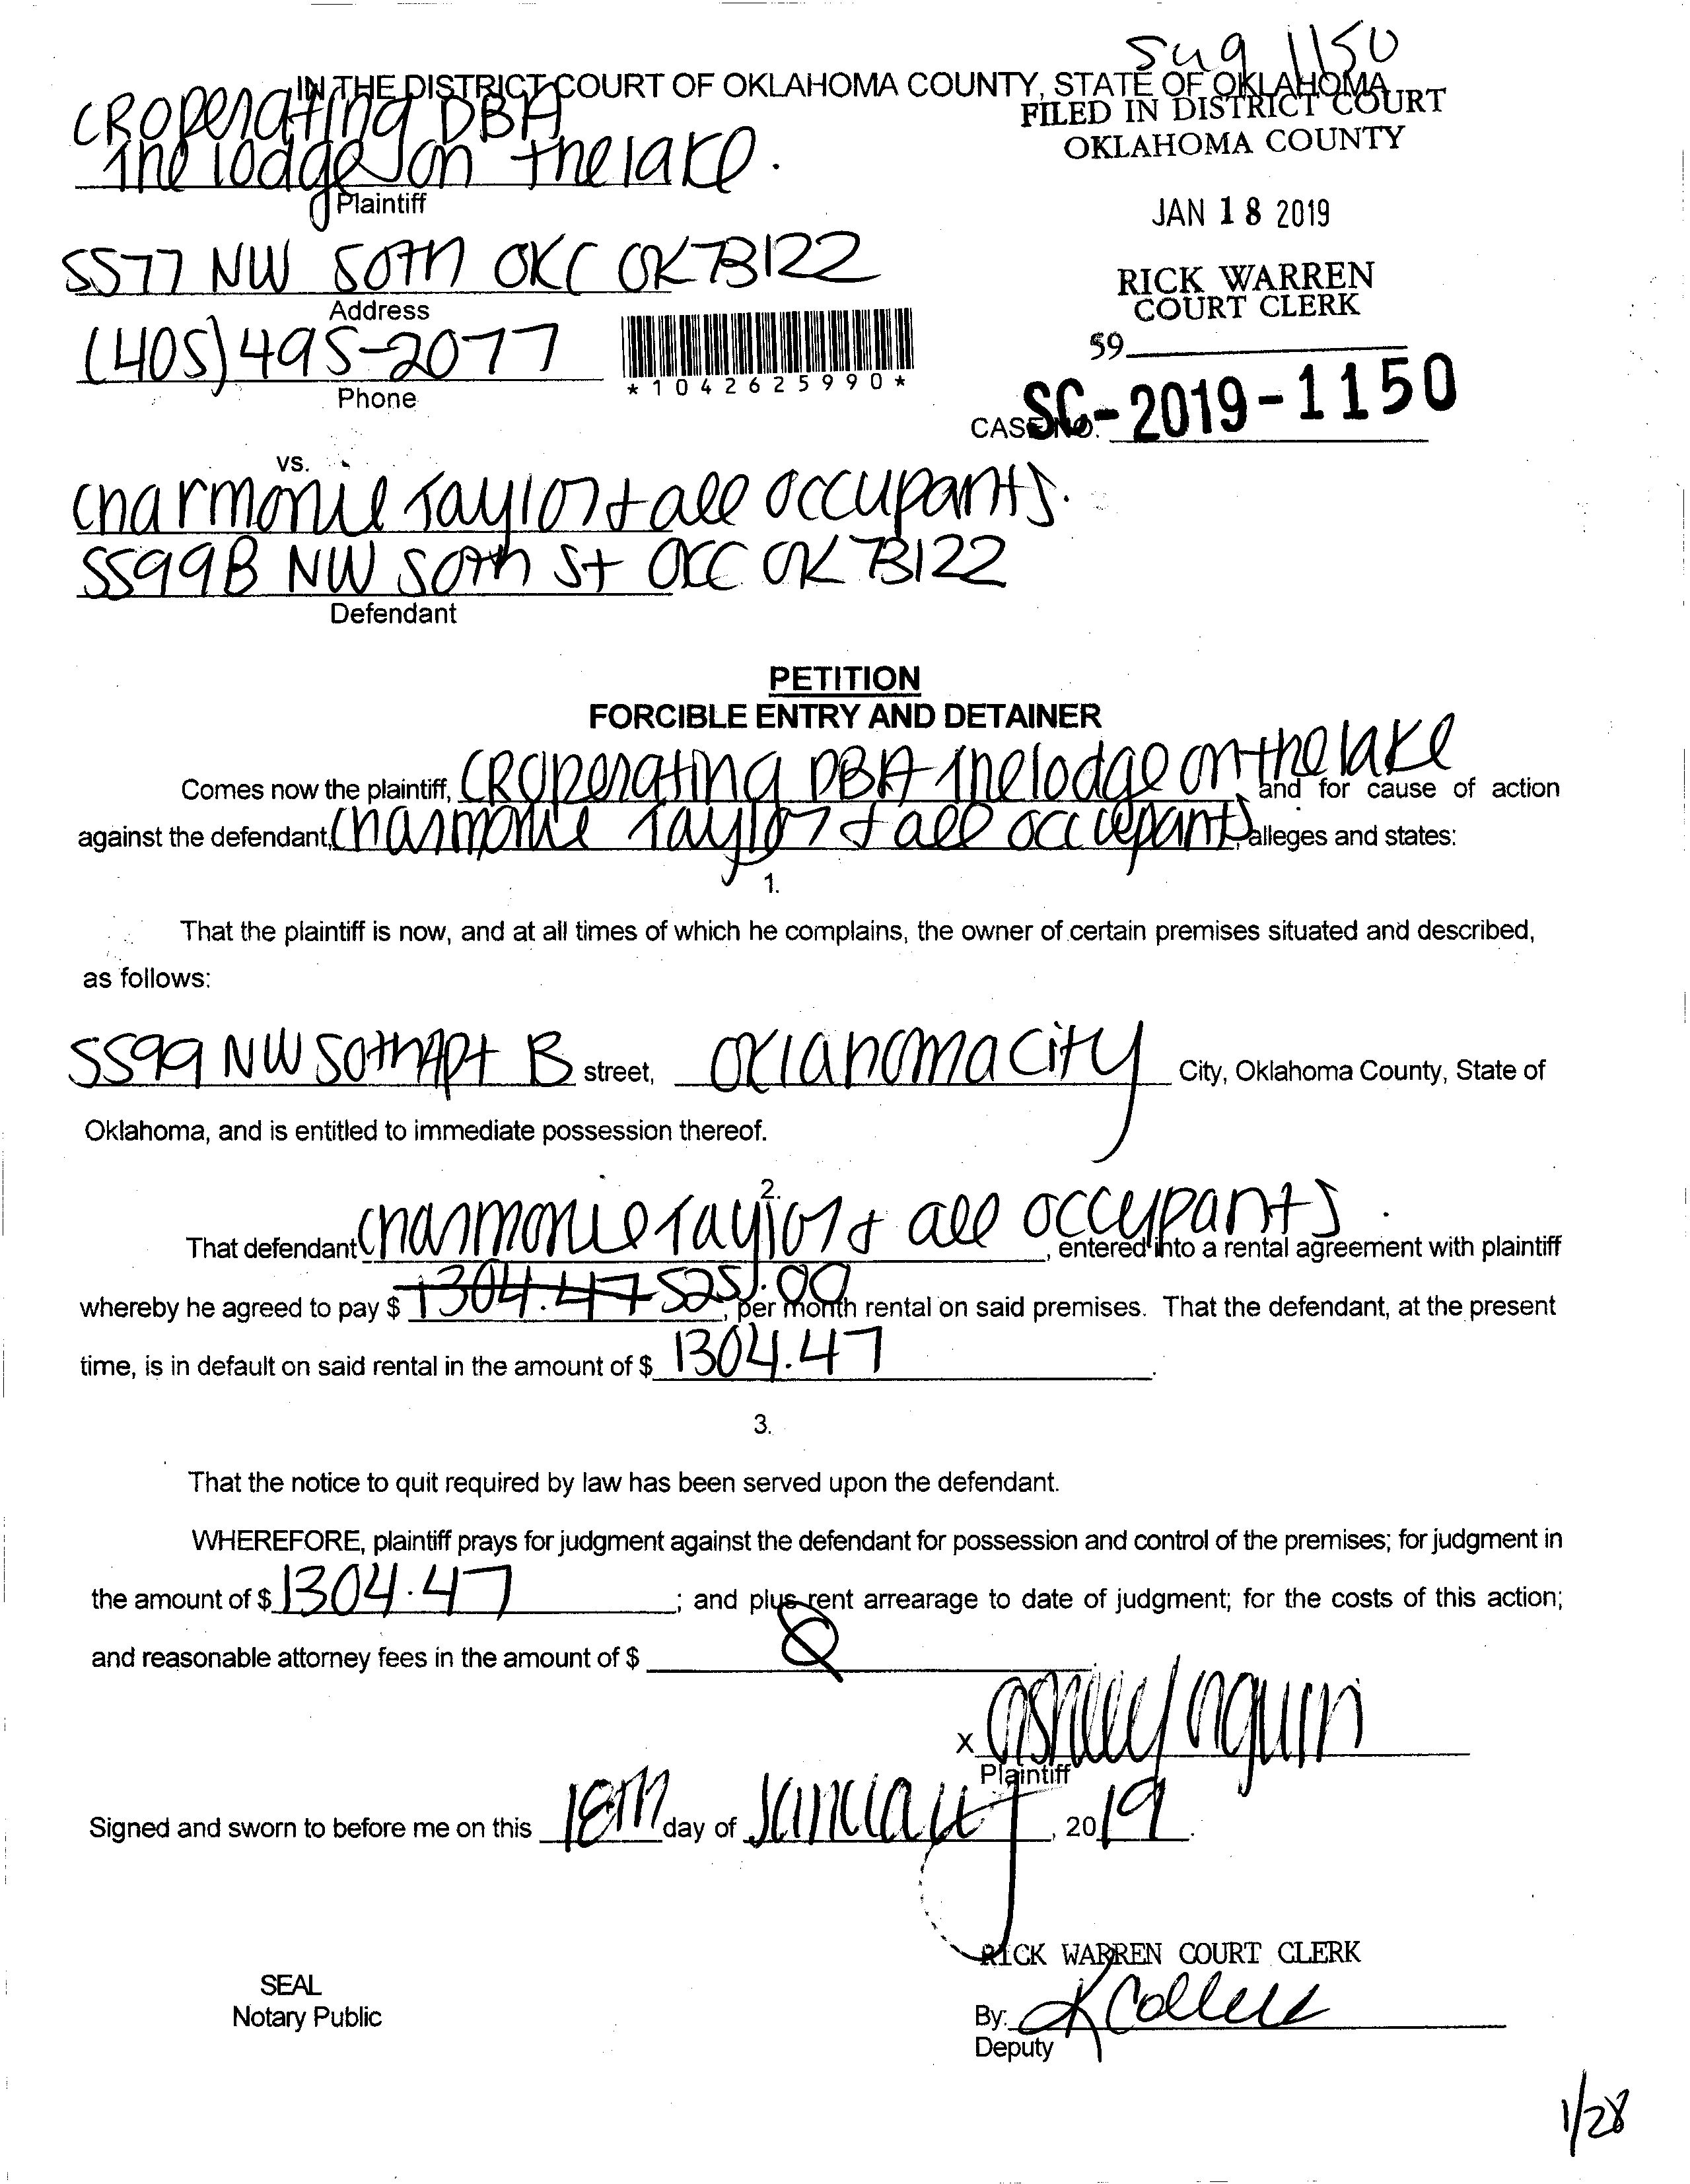 IN THE DISTRICT COURT OF OKLAHOMA COUNTY, STATE OF OKLAHOMA
1150
FILED IN DISTRICT COURT
OKLAHOMA COUNTY
JAN 18 2019
RICK WARREN
COURT CLERK
59
CROperating DBA
The lodge on the lake.
Plaintiff
5577 NW 50th OKC OK 73122
Address
(405) 495-2077
Phone
*1042625990*
CASE NO. SC-2019-1150
vs.
Charmonie Taylor + all occupants.
5599B NW 50th St OKC OK 73122
Defendant
PETITION
FORCIBLE ENTRY AND DETAINER
Comes now the plaintiff, CROperating DBA The lodge on the lake and for cause of action
against the defendant, Charmonie Taylor + all occupants, alleges and states:
1.
That the plaintiff is now, and at all times of which he complains, the owner of certain premises situated and described,
as follows:
5599 NW 50th Apt B street, Oklahoma City City, Oklahoma County, State of
Oklahoma, and is entitled to immediate possession thereof.
2.
That defendant Charmonie Taylor + all occupants, entered into a rental agreement with plaintiff
whereby he agreed to pay $ 1304.47 525.00, per month rental on said premises. That the defendant, at the present
time, is in default on said rental in the amount of $ 1304.47.
3.
That the notice to quit required by law has been served upon the defendant.
WHEREFORE, plaintiff prays for judgment against the defendant for possession and control of the premises; for judgment in
the amount of $ 1304.47; and plus rent arrearage to date of judgment; for the costs of this action;
and reasonable attorney fees in the amount of $
x Ashley
Plaintiff
Signed and sworn to before me on this 18th day of January, 2019.
RICK WARREN COURT CLERK
SEAL
Notary Public
By:
Deputy
1/28